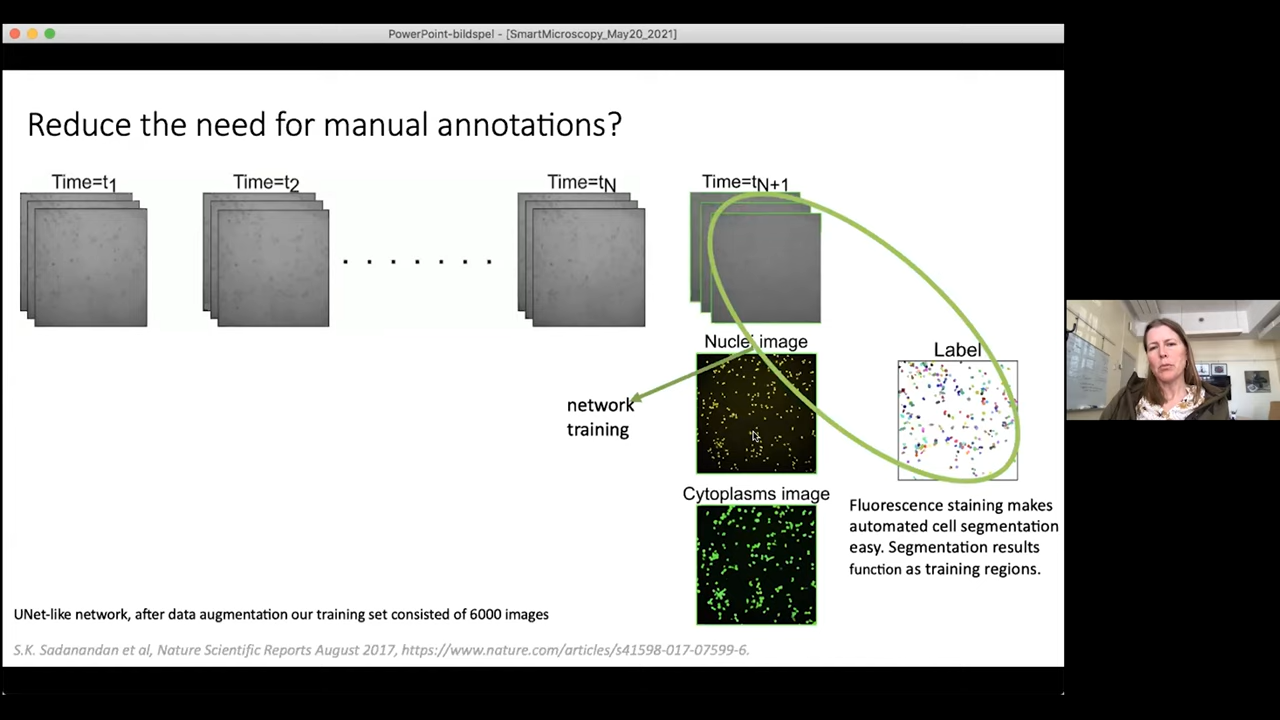 PowerPoint-bildspel - [SmartMicroscopy_May20_2021]
Reduce the need for manual annotations?
Time=t1
Time=t2
Time=tN
Time=tN+1
. . . . . . .
Nuclei image
Label
network
training
Cytoplasms image
Fluorescence staining makes
automated cell segmentation
easy. Segmentation results
function as training regions.
UNet-like network, after data augmentation our training set consisted of 6000 images
S.K. Sadanandan et al, Nature Scientific Reports August 2017, https://www.nature.com/articles/s41598-017-07599-6.